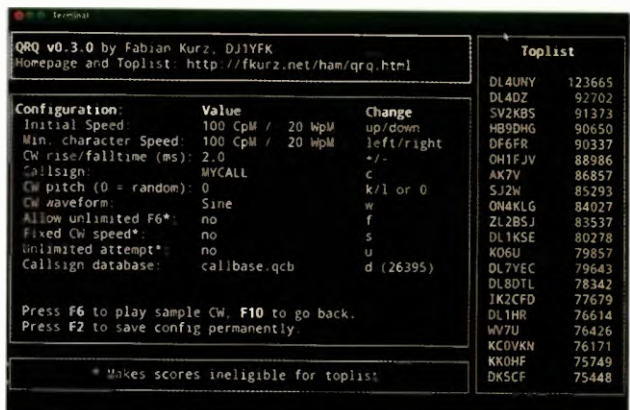 Terminal
QRQ v0.3.0 by Fabian Kurz, DJ1YFK
Homepage and Toplist: http://fkurz.net/ham/qrq.html
Configuration: Value Change
Initial Speed: 100 CpM / 20 WpM up/down
Min. character Speed: 100 CpM / 20 WpM left/right
CW rise/falltime (ms): 2.0 +/-
Callsign: MYCALL c
CW pitch (0 = random): 0 k/l or 0
CW waveform: Sine w
Allow unlimited F6*: no f
Fixed CW speed*: no s
Unlimited attempt*: no u
Callsign database: callbase.qcb d (26395)
Press F6 to play sample CW, F10 to go back.
Press F2 to save config permanently.
* Makes scores ineligible for toplist
Toplist
DL4UNY 123665
DL4DZ 92702
SV2KBS 91373
HB9DHG 90650
DF6FR 90337
OH1FJV 88986
AK7V 86857
SJ2W 85293
ON4KLG 84027
ZL2BSJ 83537
DL1KSE 80278
KO6U 79857
DL7YEC 79643
DL8DTL 78342
IK2CFD 77679
DL1HR 76614
WV7U 76426
KC0VKN 76171
KK0HF 75749
DK5CF 75448